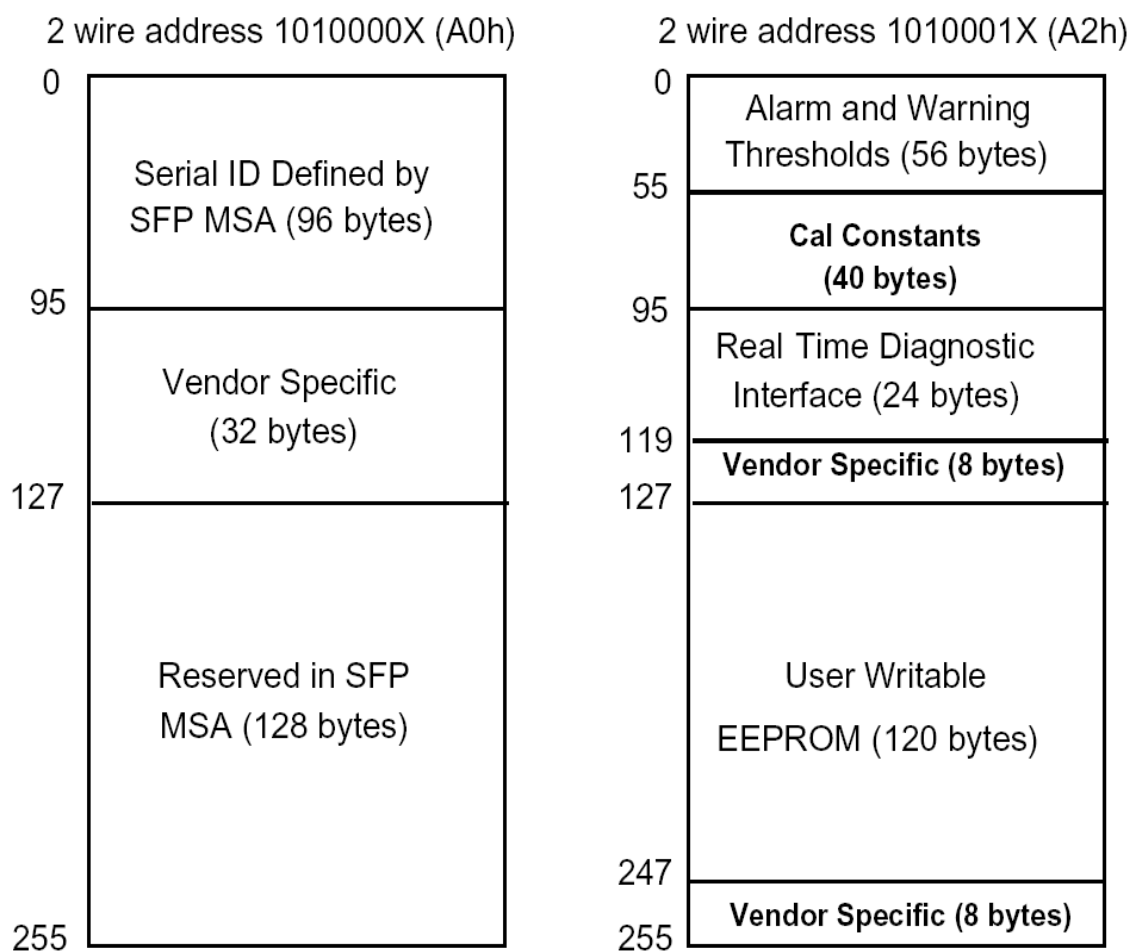 2 wire address 1010000X (A0h)
0
Serial ID Defined by
SFP MSA (96 bytes)
95
Vendor Specific
(32 bytes)
127
Reserved in SFP
MSA (128 bytes)
255
2 wire address 1010001X (A2h)
0
Alarm and Warning
Thresholds (56 bytes)
55
Cal Constants
(40 bytes)
95
Real Time Diagnostic
Interface (24 bytes)
119
Vendor Specific (8 bytes)
127
User Writable
EEPROM (120 bytes)
247
Vendor Specific (8 bytes)
255